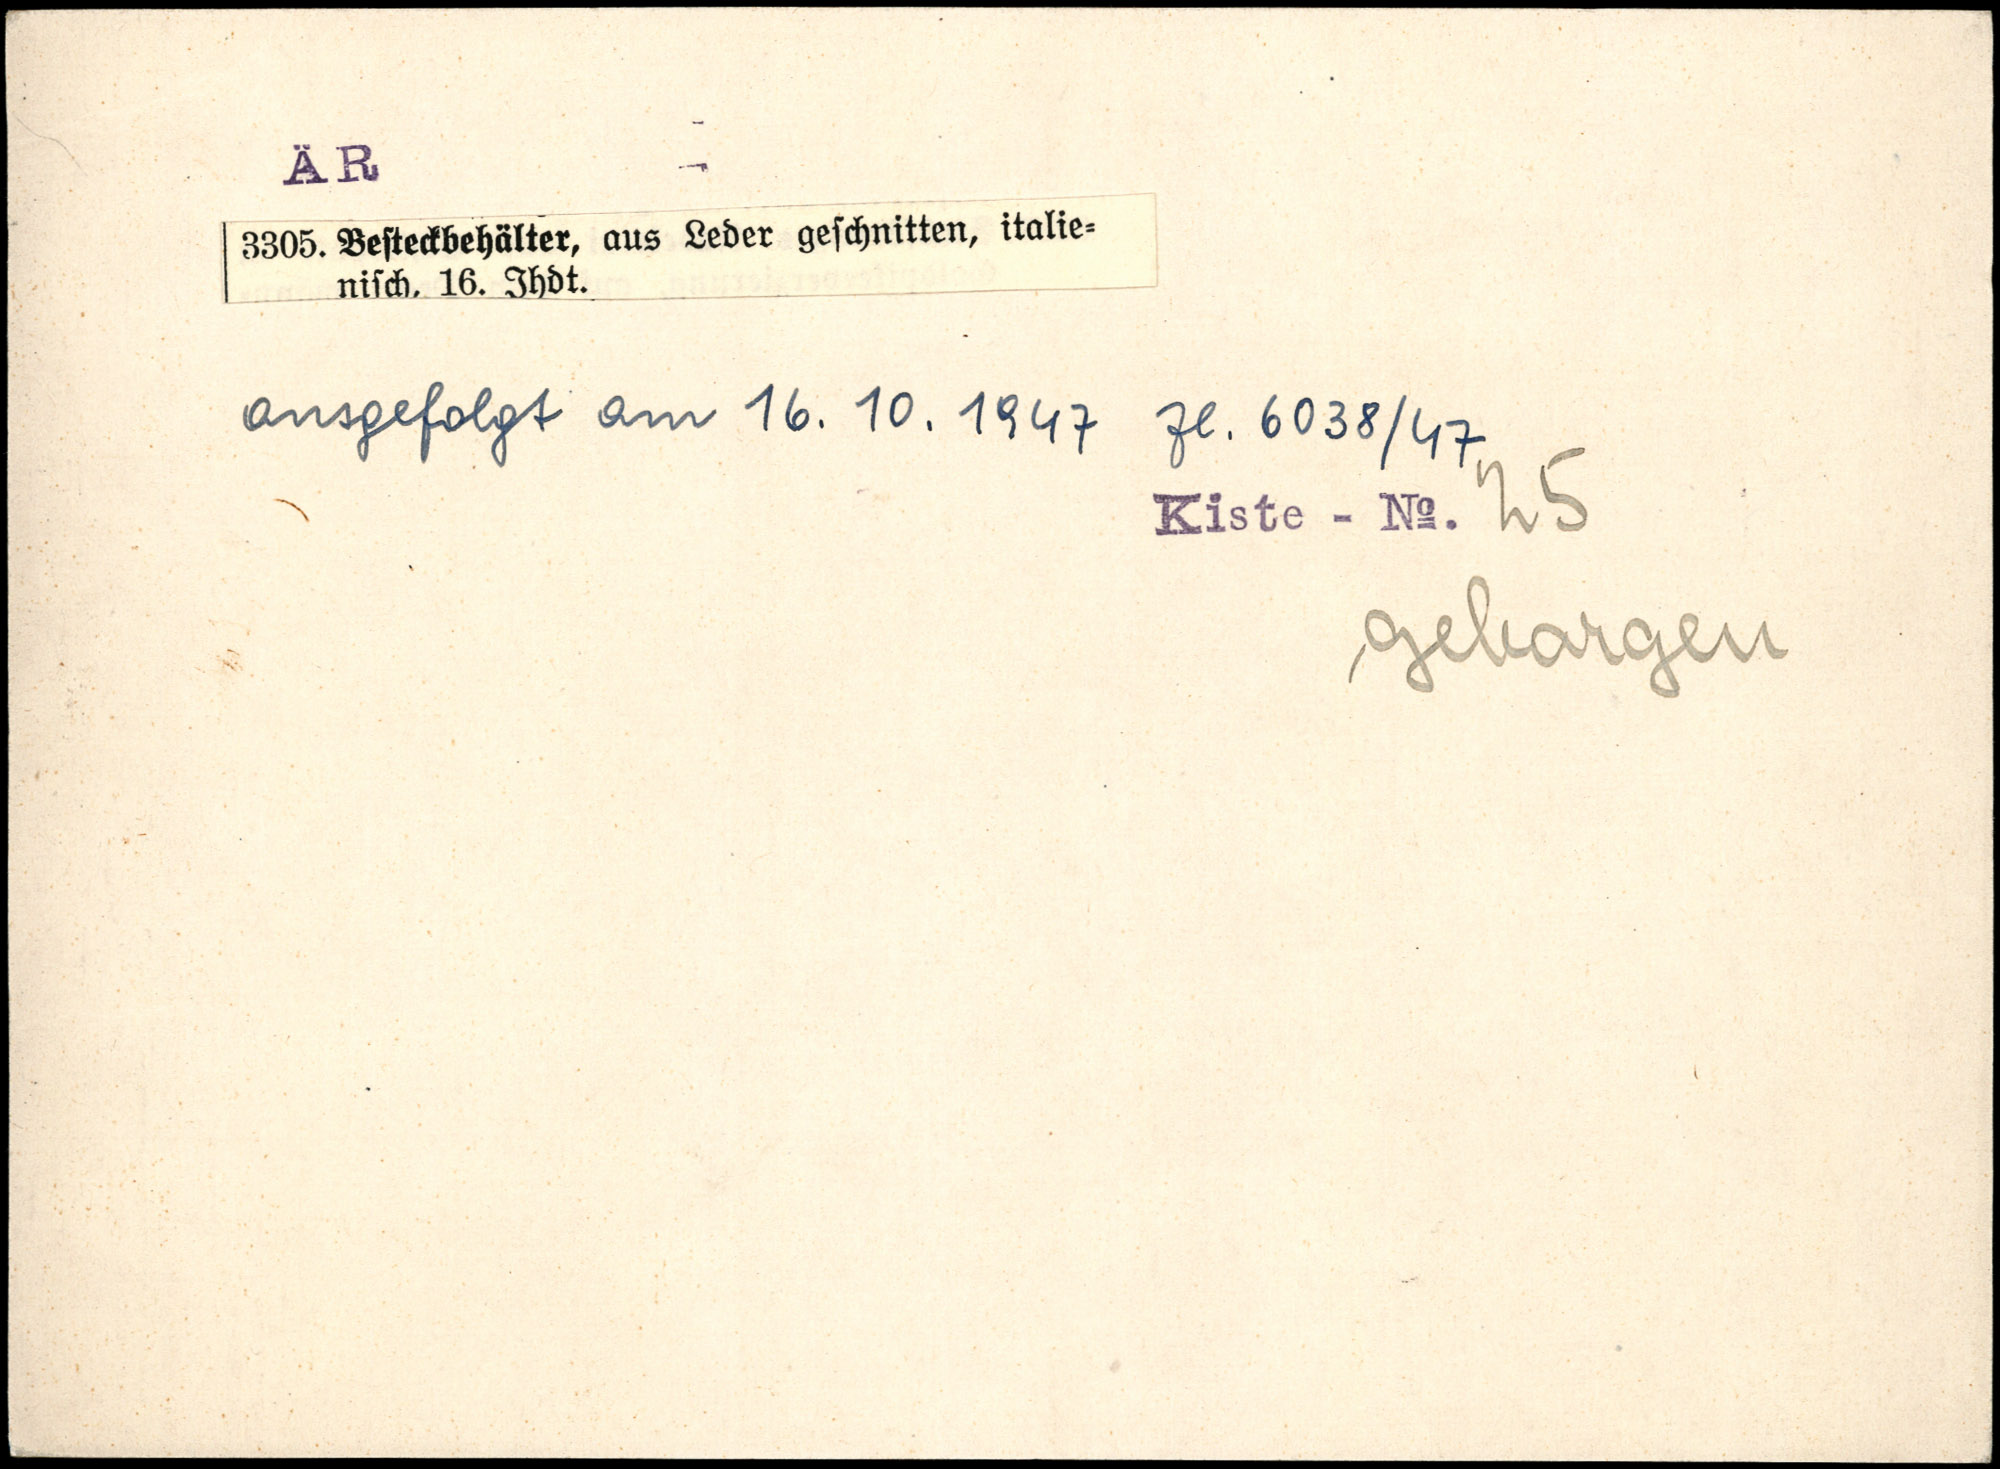 ÄR
3305. Besteckbehälter, aus Leder geschnitten, italie=
nisch, 16. Ihdt.
ausgefolgt am 16. 10. 1947 Zl. 6038/47
Kiste - №. 25
geborgen